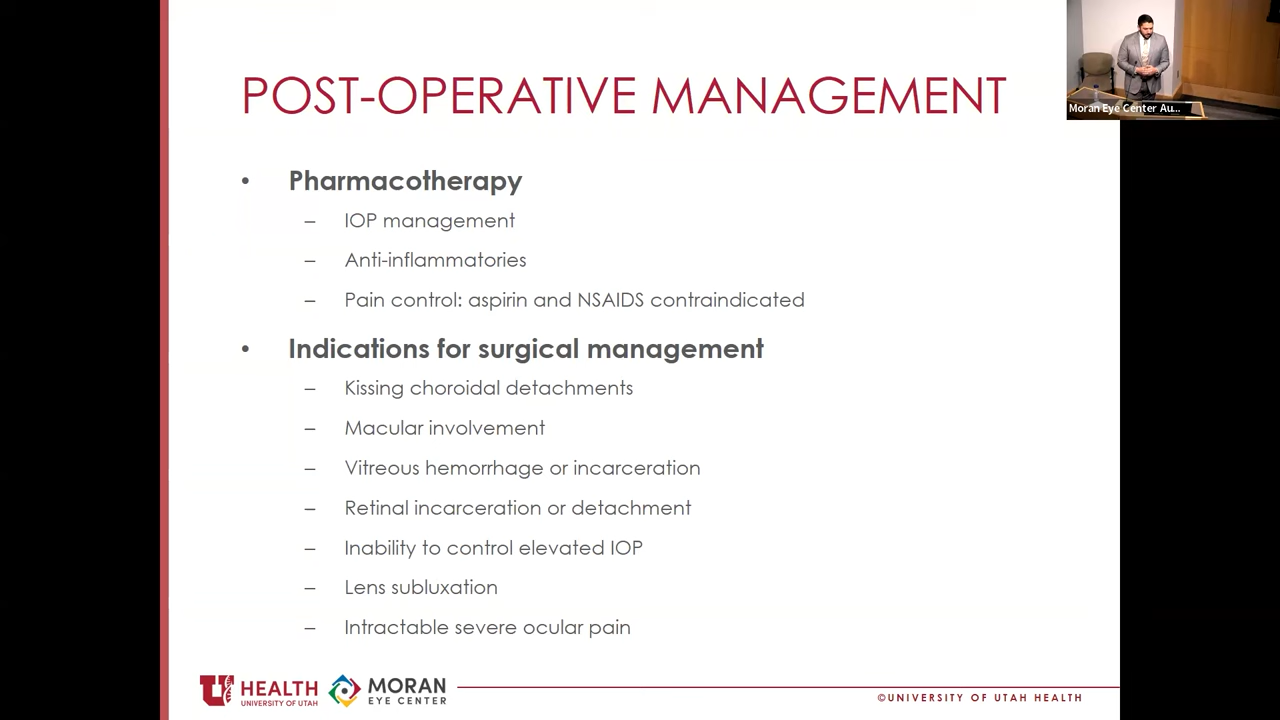 Moran Eye Center Au...
POST-OPERATIVE MANAGEMENT
• Pharmacotherapy
– IOP management
– Anti-inflammatories
– Pain control: aspirin and NSAIDS contraindicated
• Indications for surgical management
– Kissing choroidal detachments
– Macular involvement
– Vitreous hemorrhage or incarceration
– Retinal incarceration or detachment
– Inability to control elevated IOP
– Lens subluxation
– Intractable severe ocular pain
U HEALTH
UNIVERSITY OF UTAH
MORAN
EYE CENTER
©UNIVERSITY OF UTAH HEALTH